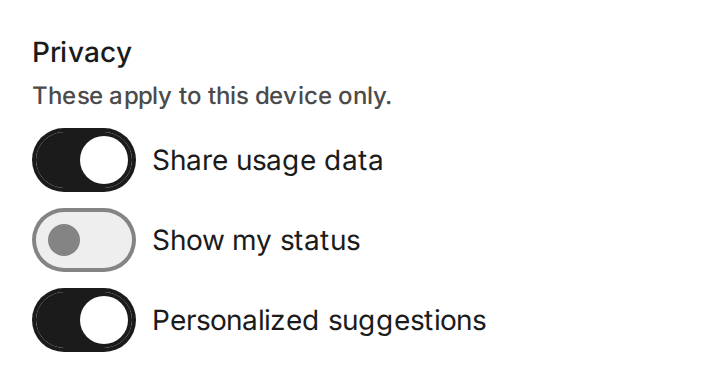 Privacy
These apply to this device only.
Share usage data
Show my status
Personalized suggestions